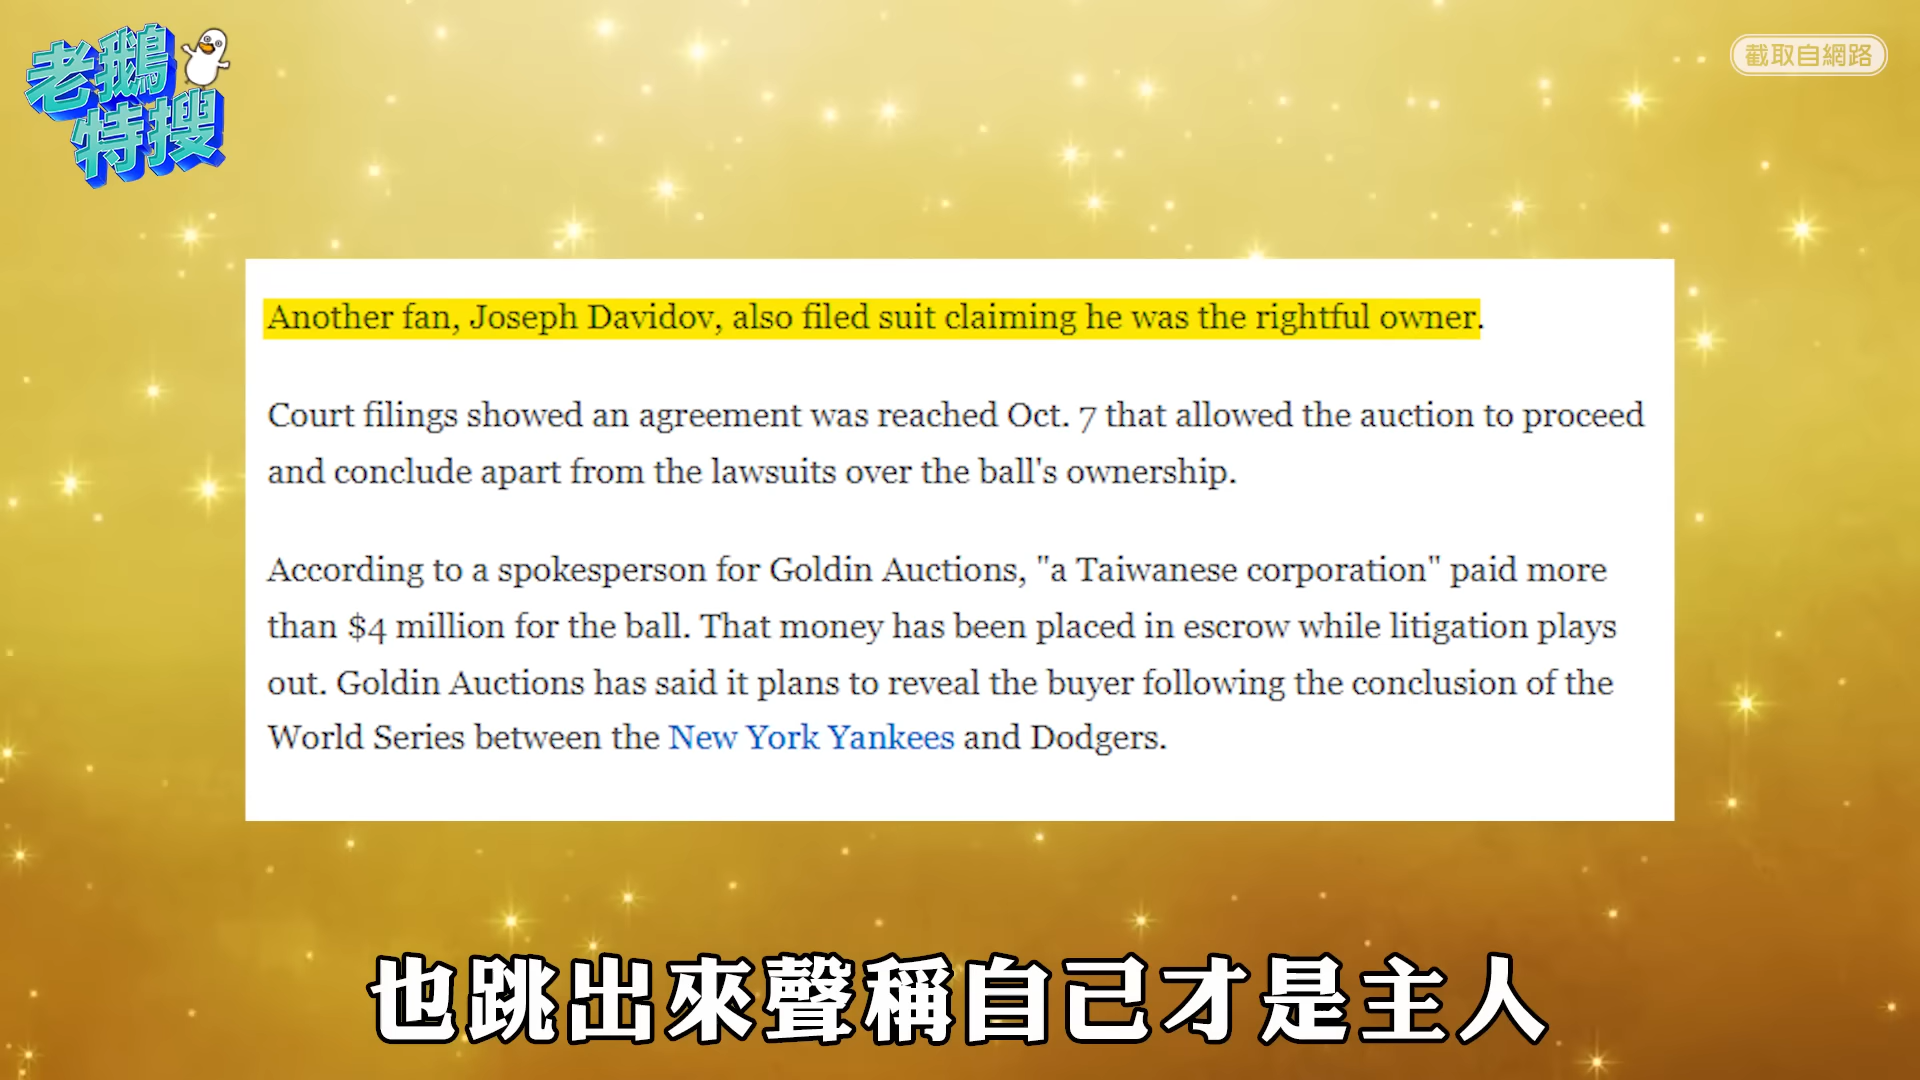 老鵝
特搜
截取自網路
Another fan, Joseph Davidov, also filed suit claiming he was the rightful owner.
Court filings showed an agreement was reached Oct. 7 that allowed the auction to proceed
and conclude apart from the lawsuits over the ball's ownership.
According to a spokesperson for Goldin Auctions, "a Taiwanese corporation" paid more
than $4 million for the ball. That money has been placed in escrow while litigation plays
out. Goldin Auctions has said it plans to reveal the buyer following the conclusion of the
World Series between the New York Yankees and Dodgers.
也跳出來聲稱自己才是主人